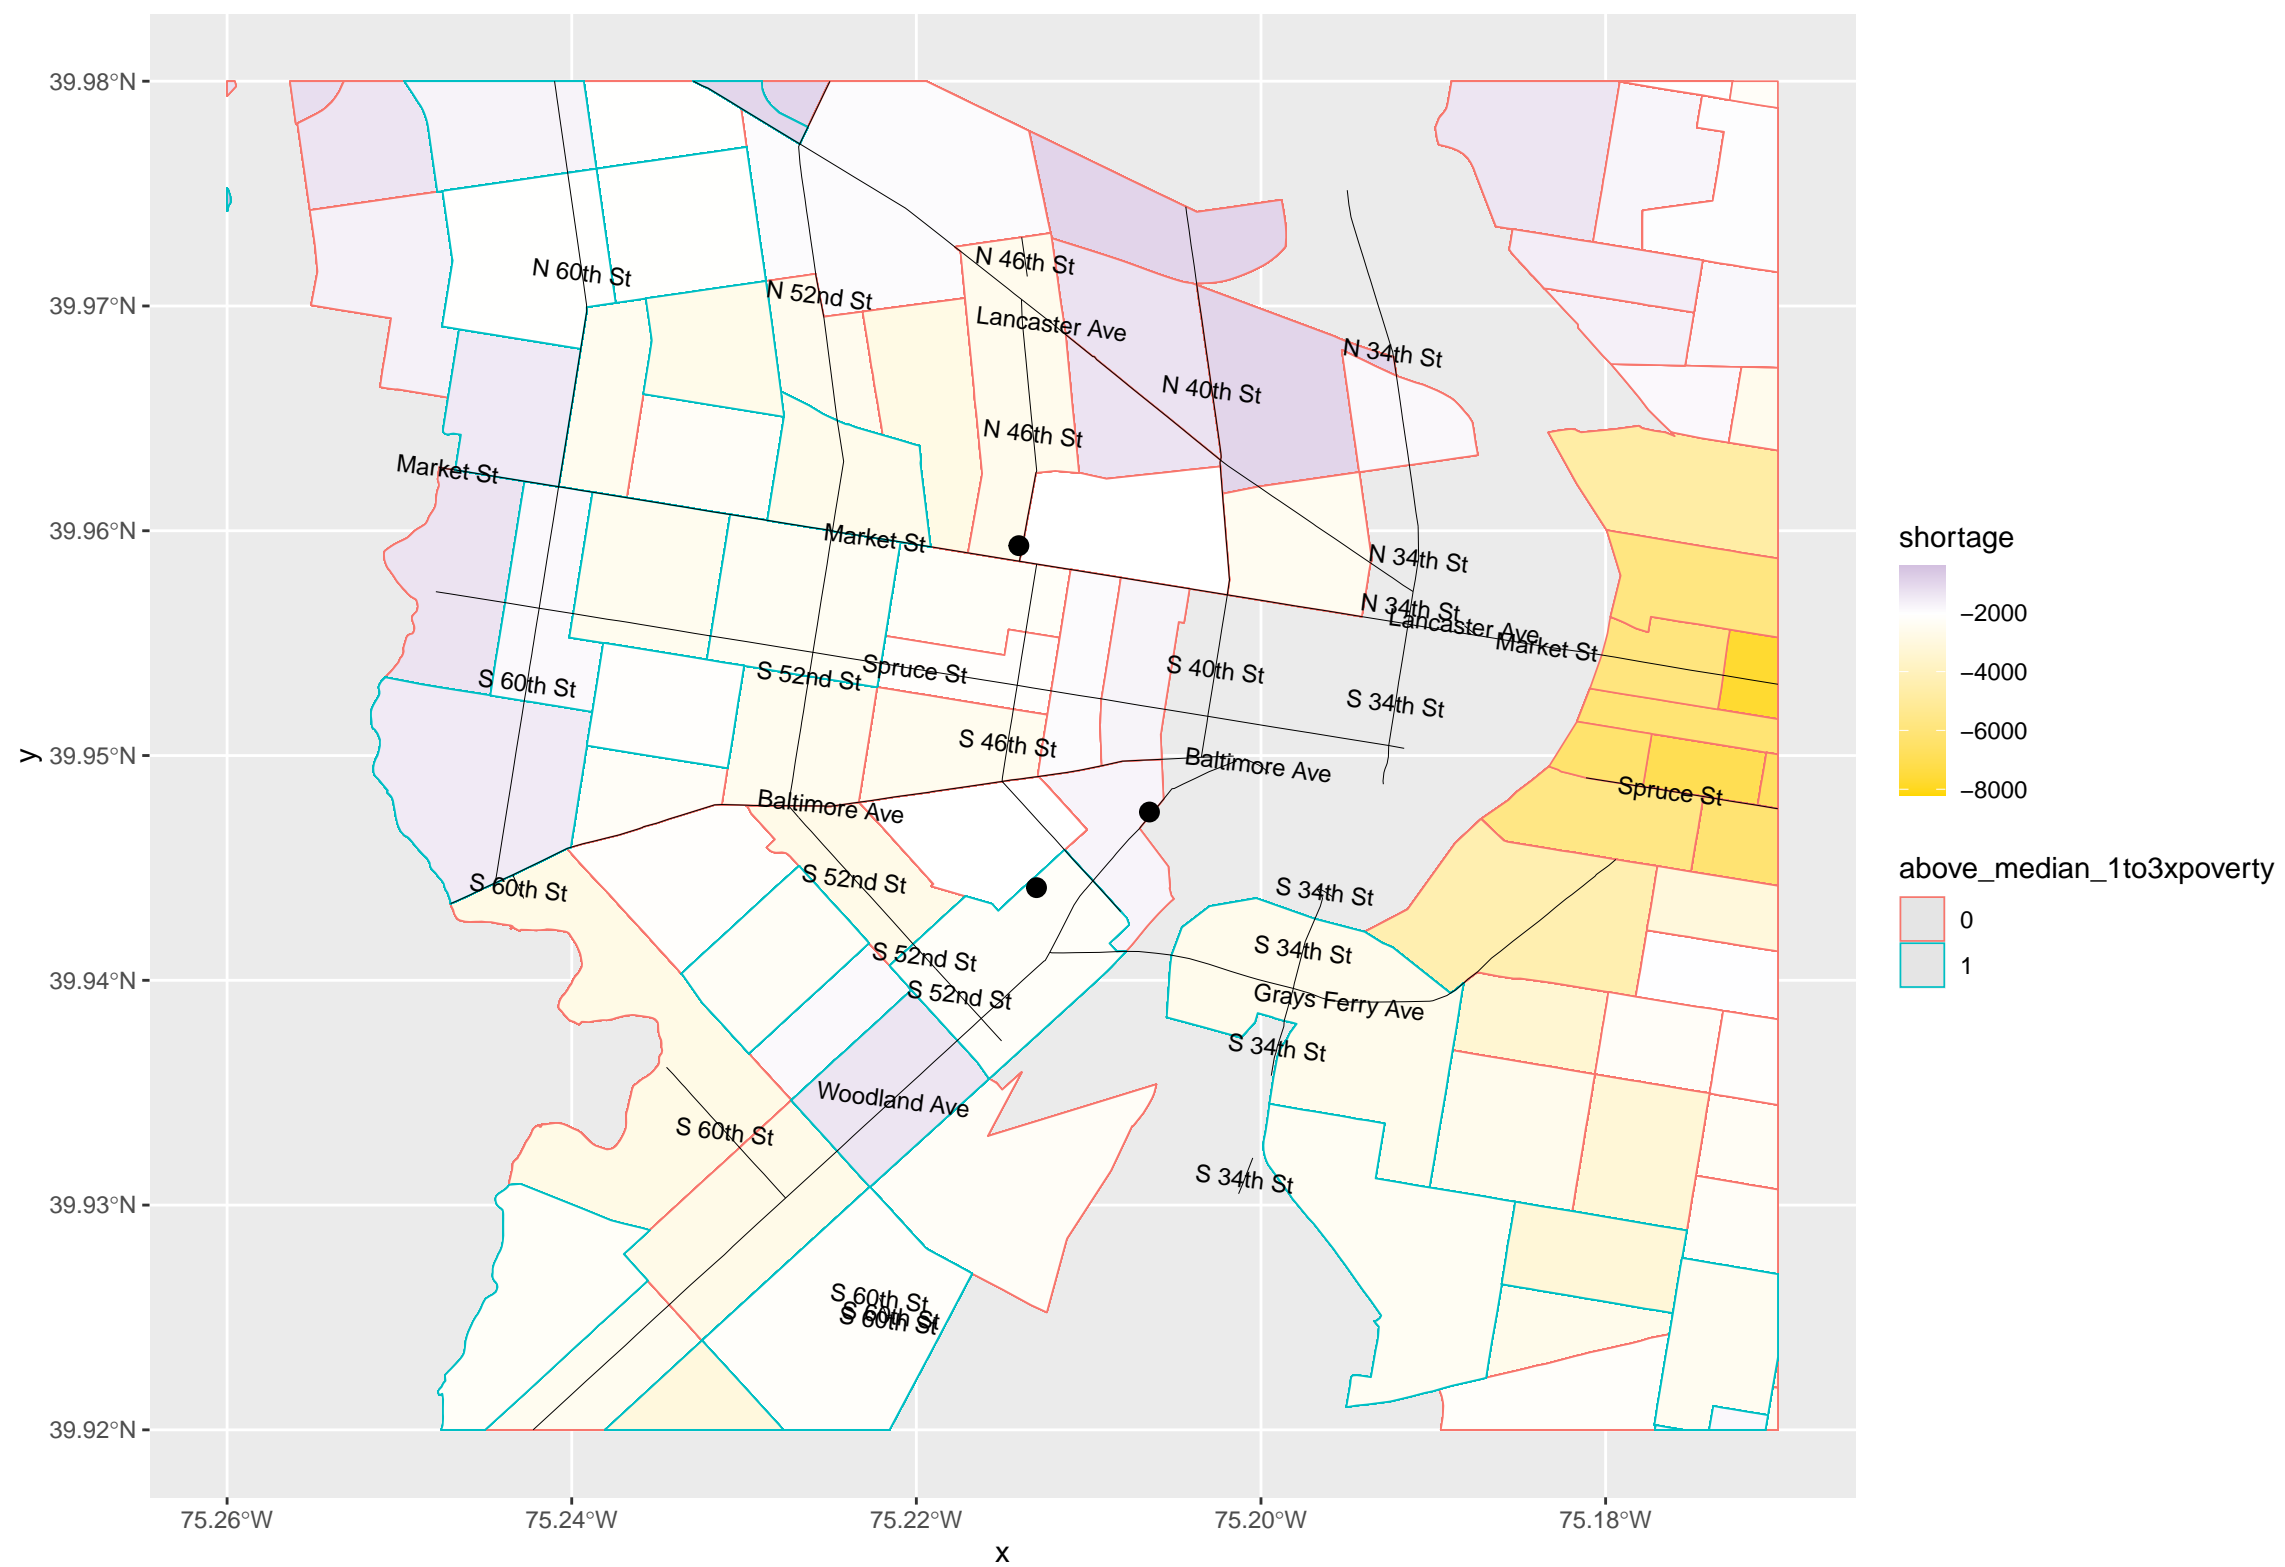 39.98°N
39.97°N
39.96°N
39.95°N
39.94°N
39.93°N
39.92°N
y
N 46th St
N 60th St
N 52nd St
Lancaster Ave
N 34th St
N 40th St
N 46th St
Market St
Market St
N 34th St
N 34th St
Lancaster Ave
Market St
Spruce St
S 40th St
S 52nd St
S 60th St
S 34th St
S 46th St
Baltimore Ave
Spruce St
Baltimore Ave
S 52nd St
S 60th St
S 34th St
S 34th St
S 52nd St
S 52nd St
Grays Ferry Ave
S 34th St
Woodland Ave
S 60th St
S 34th St
S 60th St
S 60th St
S 60th St
75.26°W
75.24°W
75.22°W
75.20°W
75.18°W
x
shortage
−2000
−4000
−6000
−8000
above_median_1to3xpoverty
0
1